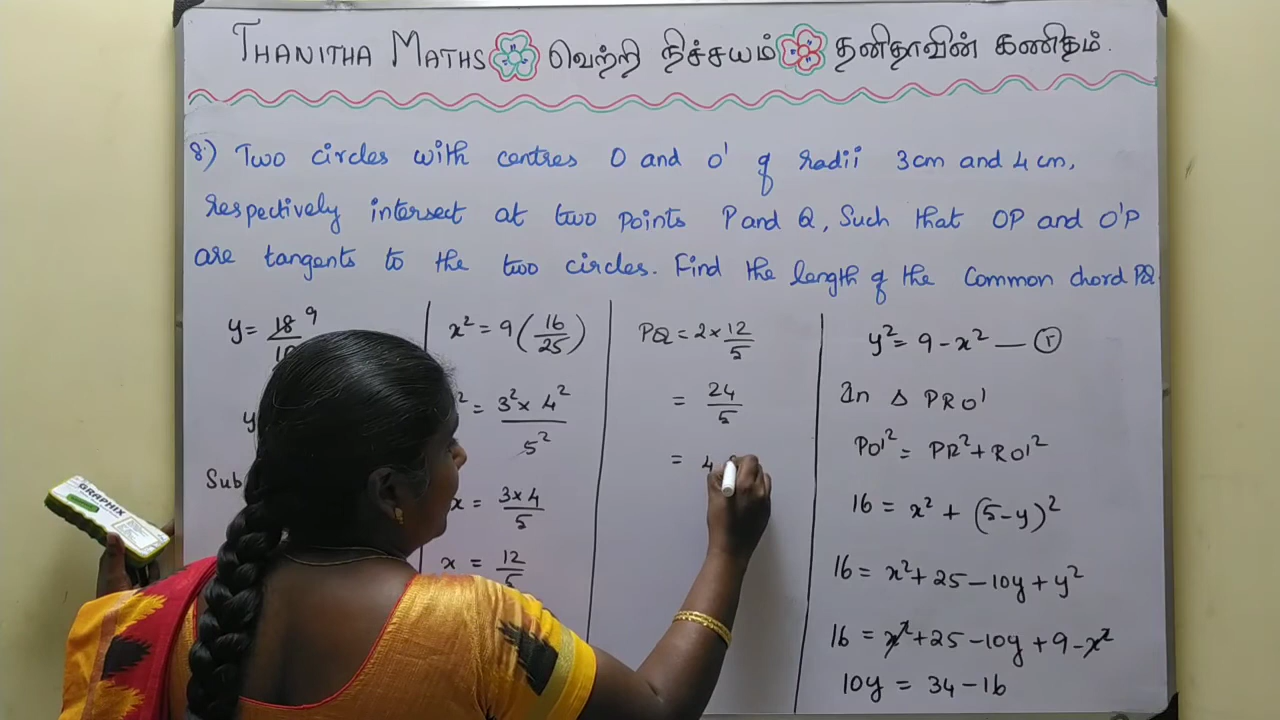 THANITHA MATHS வெற்றி நிச்சயம் தனிதாவின் கணிதம்.
8.) Two circles with centres O and O' of radii 3cm and 4cm,
respectively intersect at two points P and Q, Such that OP and O'P
are tangents to the two circles. Find the length of the Common chord PQ.
y = 18 9
10
y
Sub
x² = 9 (16/25)
² = 3² × 4² / 5²
x = 3×4 / 5
x = 12 / 5
PQ = 2 × 12/5
= 24/5
= 4
y² = 9 - x² — ①
In Δ PRO'
PO'² = PR² + RO'²
16 = x² + (5-y)²
16 = x² + 25 - 10y + y²
16 = x² + 25 - 10y + 9 - x²
10y = 34 - 16
GRAPHIX